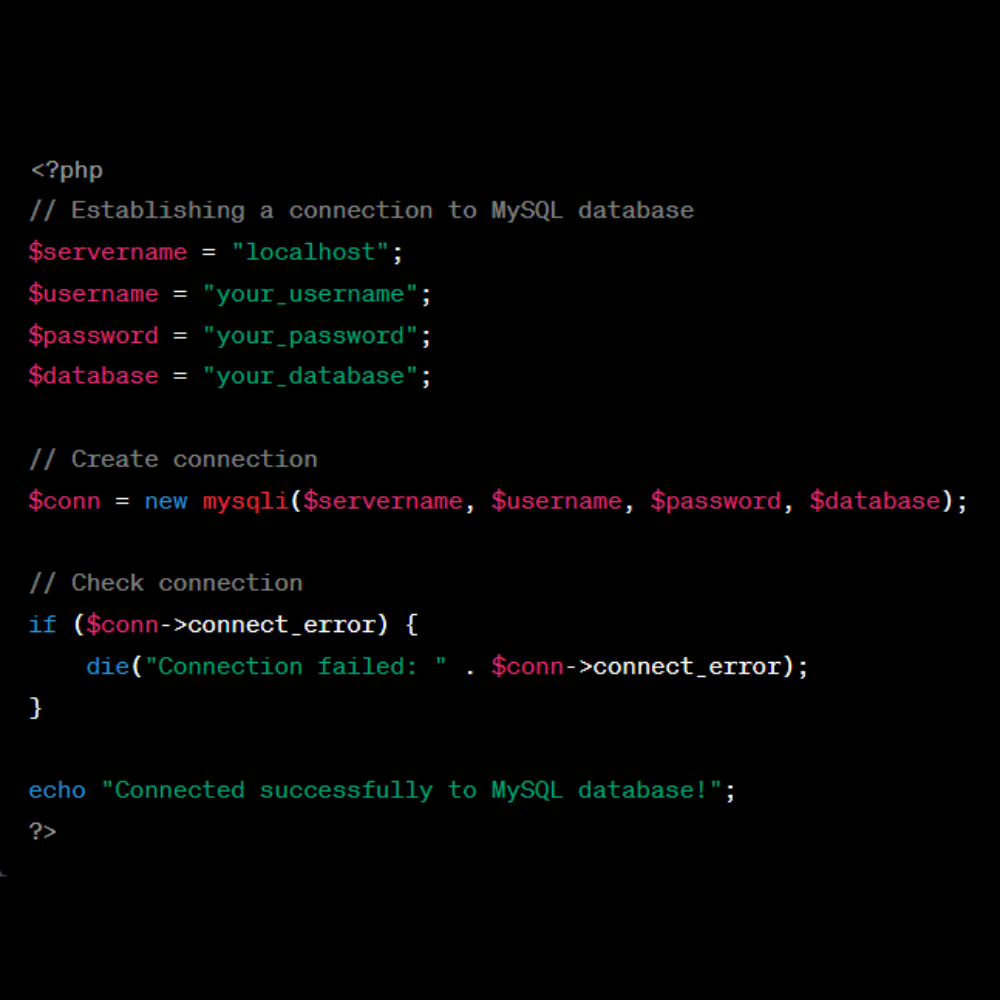 <?php
// Establishing a connection to MySQL database
$servername = "localhost";
$username = "your_username";
$password = "your_password";
$database = "your_database";
// Create connection
$conn = new mysqli($servername, $username, $password, $database);
// Check connection
if ($conn->connect_error) {
    die("Connection failed: " . $conn->connect_error);
}
echo "Connected successfully to MySQL database!";
?>